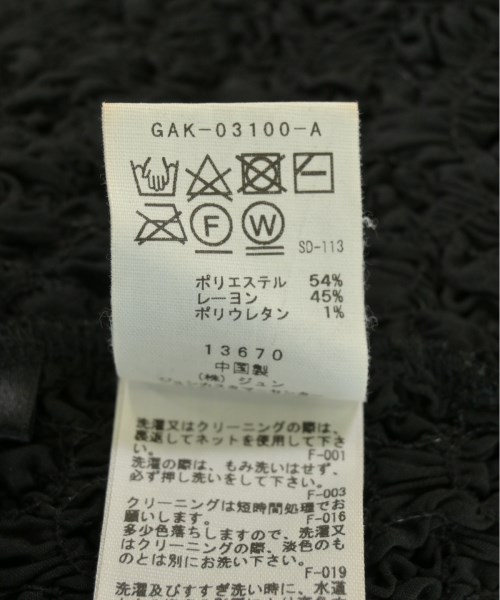 GAK-03100-A
F
W
SD-113
ポリエステル 54%
レーヨン 45%
ポリウレタン 1%
13670
中国製
(株) ジュン
洗濯又はクリーニングの際は、
裏返してネットを使用して下さ
い。
F-001
洗濯の際は、もみ洗いはせず、
必ず押し洗いをして下さい。
F-003
クリーニングは短時間処理でお
願いします。 F-016
多少色落ちしますので、洗濯又
はクリーニングの際、淡色のも
のとは別にお洗い下さい。
F-019
洗濯及びすすぎ洗い時に、水道